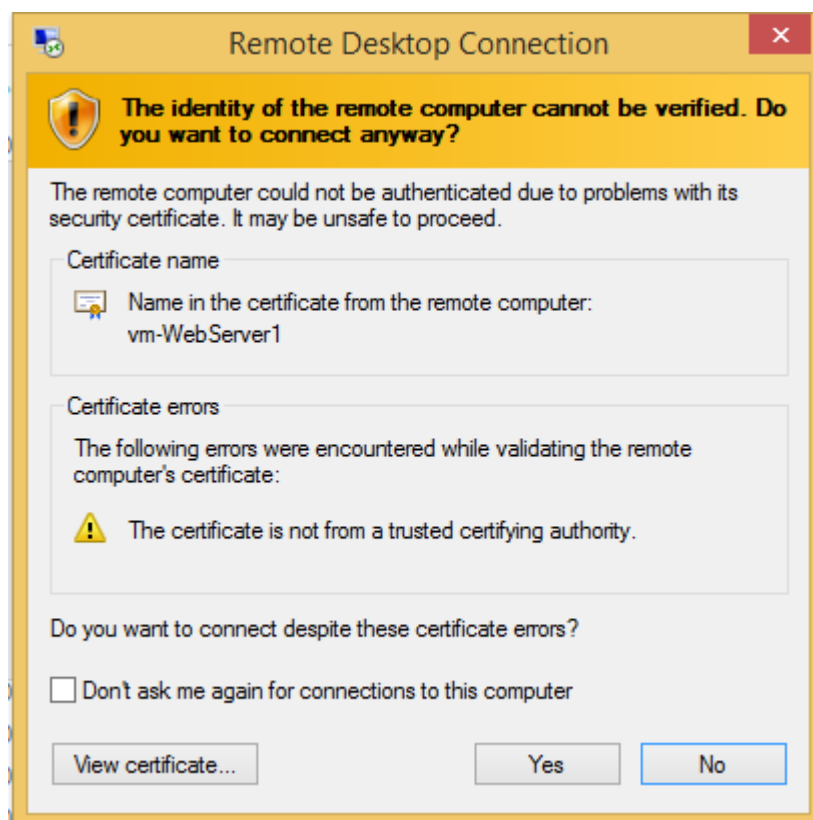 Remote Desktop Connection
The identity of the remote computer cannot be verified. Do
you want to connect anyway?
The remote computer could not be authenticated due to problems with its
security certificate. It may be unsafe to proceed.
Certificate name
Name in the certificate from the remote computer:
vm-WebServer1
Certificate errors
The following errors were encountered while validating the remote
computer's certificate:
The certificate is not from a trusted certifying authority.
Do you want to connect despite these certificate errors?
Don't ask me again for connections to this computer
View certificate...
Yes
No